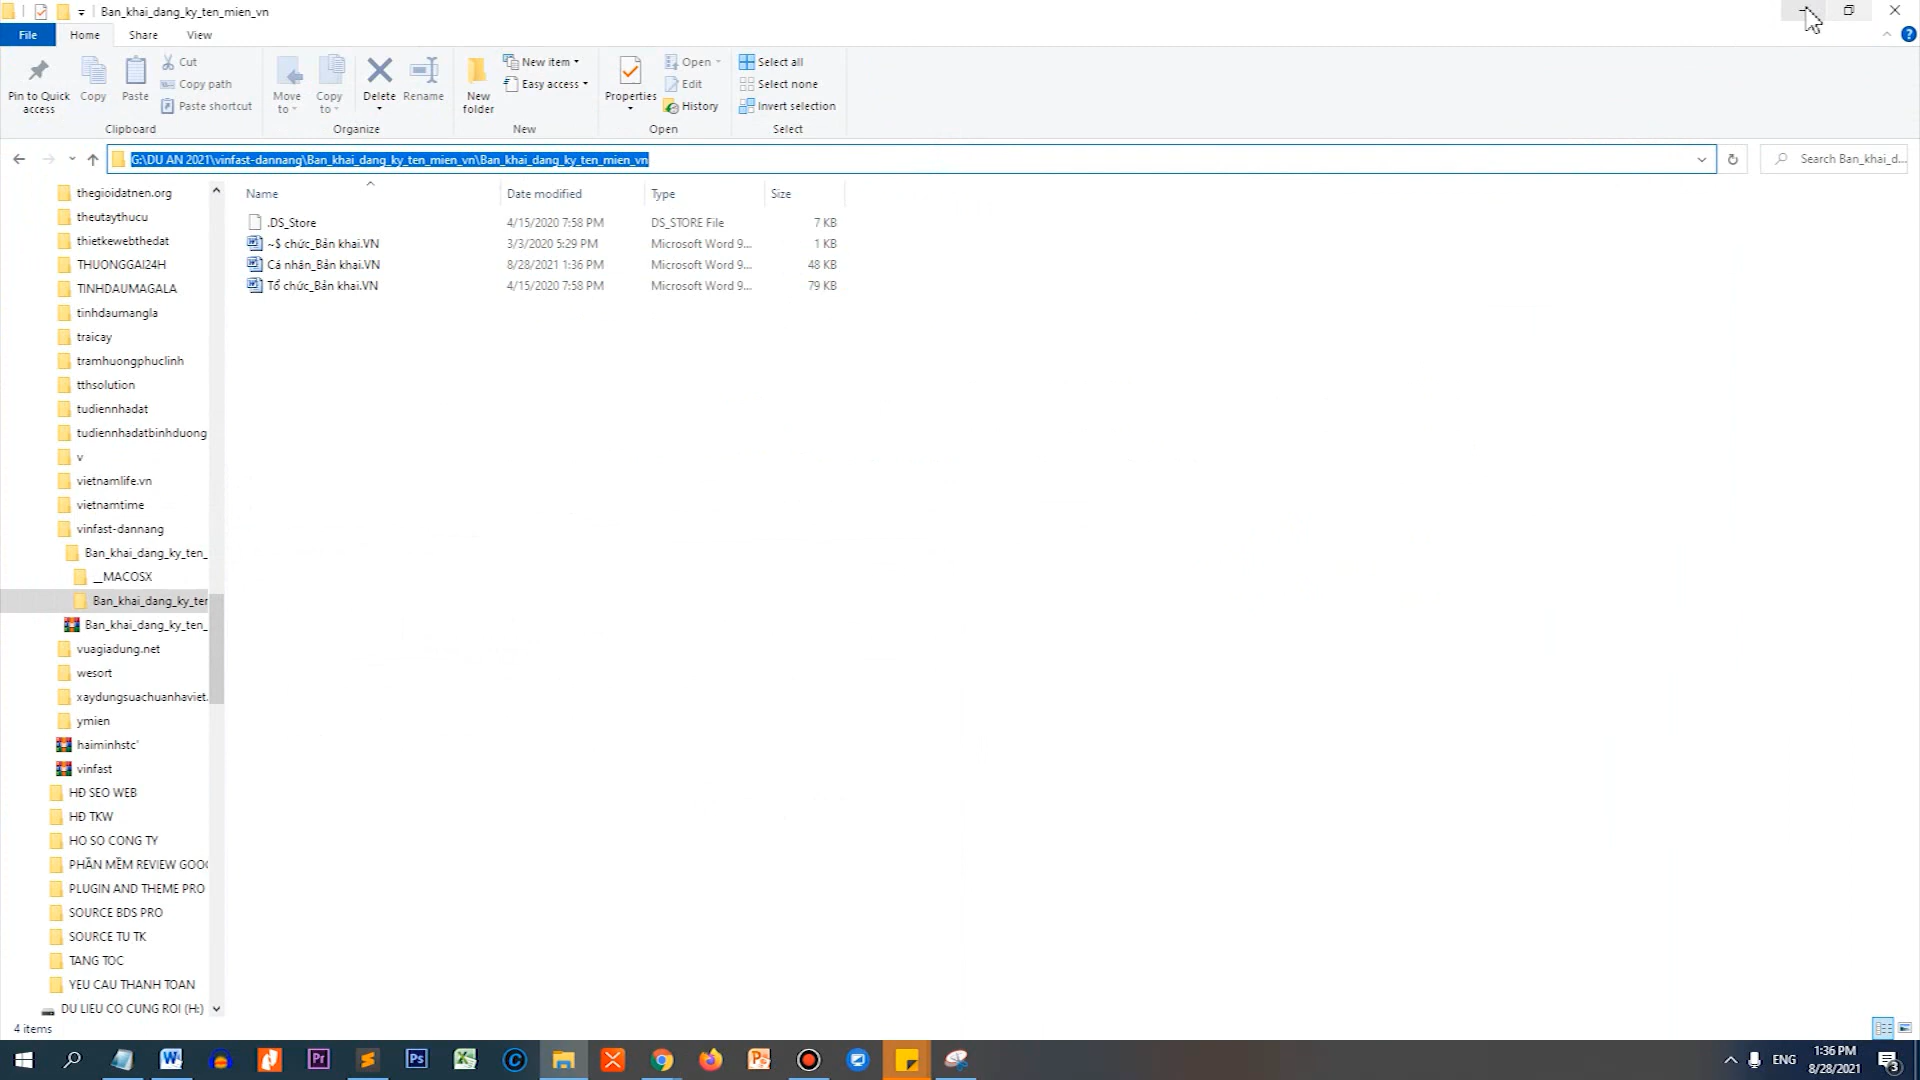 Ban_khai_dang_ky_ten_mien_vn
File Home Share View
Pin to Quick access
Copy
Paste
Cut
Copy path
Paste shortcut
Clipboard
Move to
Copy to
Delete
Rename
Organize
New folder
New item
Easy access
New
Properties
Open
Edit
History
Open
Select all
Select none
Invert selection
Select
G:\DU AN 2021\vinfast-dannang\Ban_khai_dang_ky_ten_mien_vn\Ban_khai_dang_ky_ten_mien_vn
Search Ban_khai_d...
Name Date modified Type Size
.DS_Store 4/15/2020 7:58 PM DS_STORE File 7 KB
~$ chức_Bản khai.VN 3/3/2020 5:29 PM Microsoft Word 9... 1 KB
Cá nhân_Bản khai.VN 8/28/2021 1:36 PM Microsoft Word 9... 48 KB
Tổ chức_Bản khai.VN 4/15/2020 7:58 PM Microsoft Word 9... 79 KB
thegioidatnen.org
theutaythucu
thietkewebthedat
THUONGGAI24H
TINHDAUMAGALA
tinhdaumangla
traicay
tramhuongphuclinh
tthsolution
tudiennhadat
tudiennhadatbinhduong
v
vietnamlife.vn
vietnamtime
vinfast-dannang
Ban_khai_dang_ky_ten_
__MACOSX
Ban_khai_dang_ky_ten
Ban_khai_dang_ky_ten_
vuagiadung.net
wesort
xaydungsuachuanhaviet.
ymien
haiminhstc'
vinfast
HĐ SEO WEB
HĐ TKW
HO SO CONG TY
PHẦN MỀM REVIEW GOOG
PLUGIN AND THEME PRO
SOURCE BDS PRO
SOURCE TU TK
TANG TOC
YEU CAU THANH TOAN
DU LIEU CO CUNG ROI (H:)
4 items
ENG
1:36 PM
8/28/2021
3